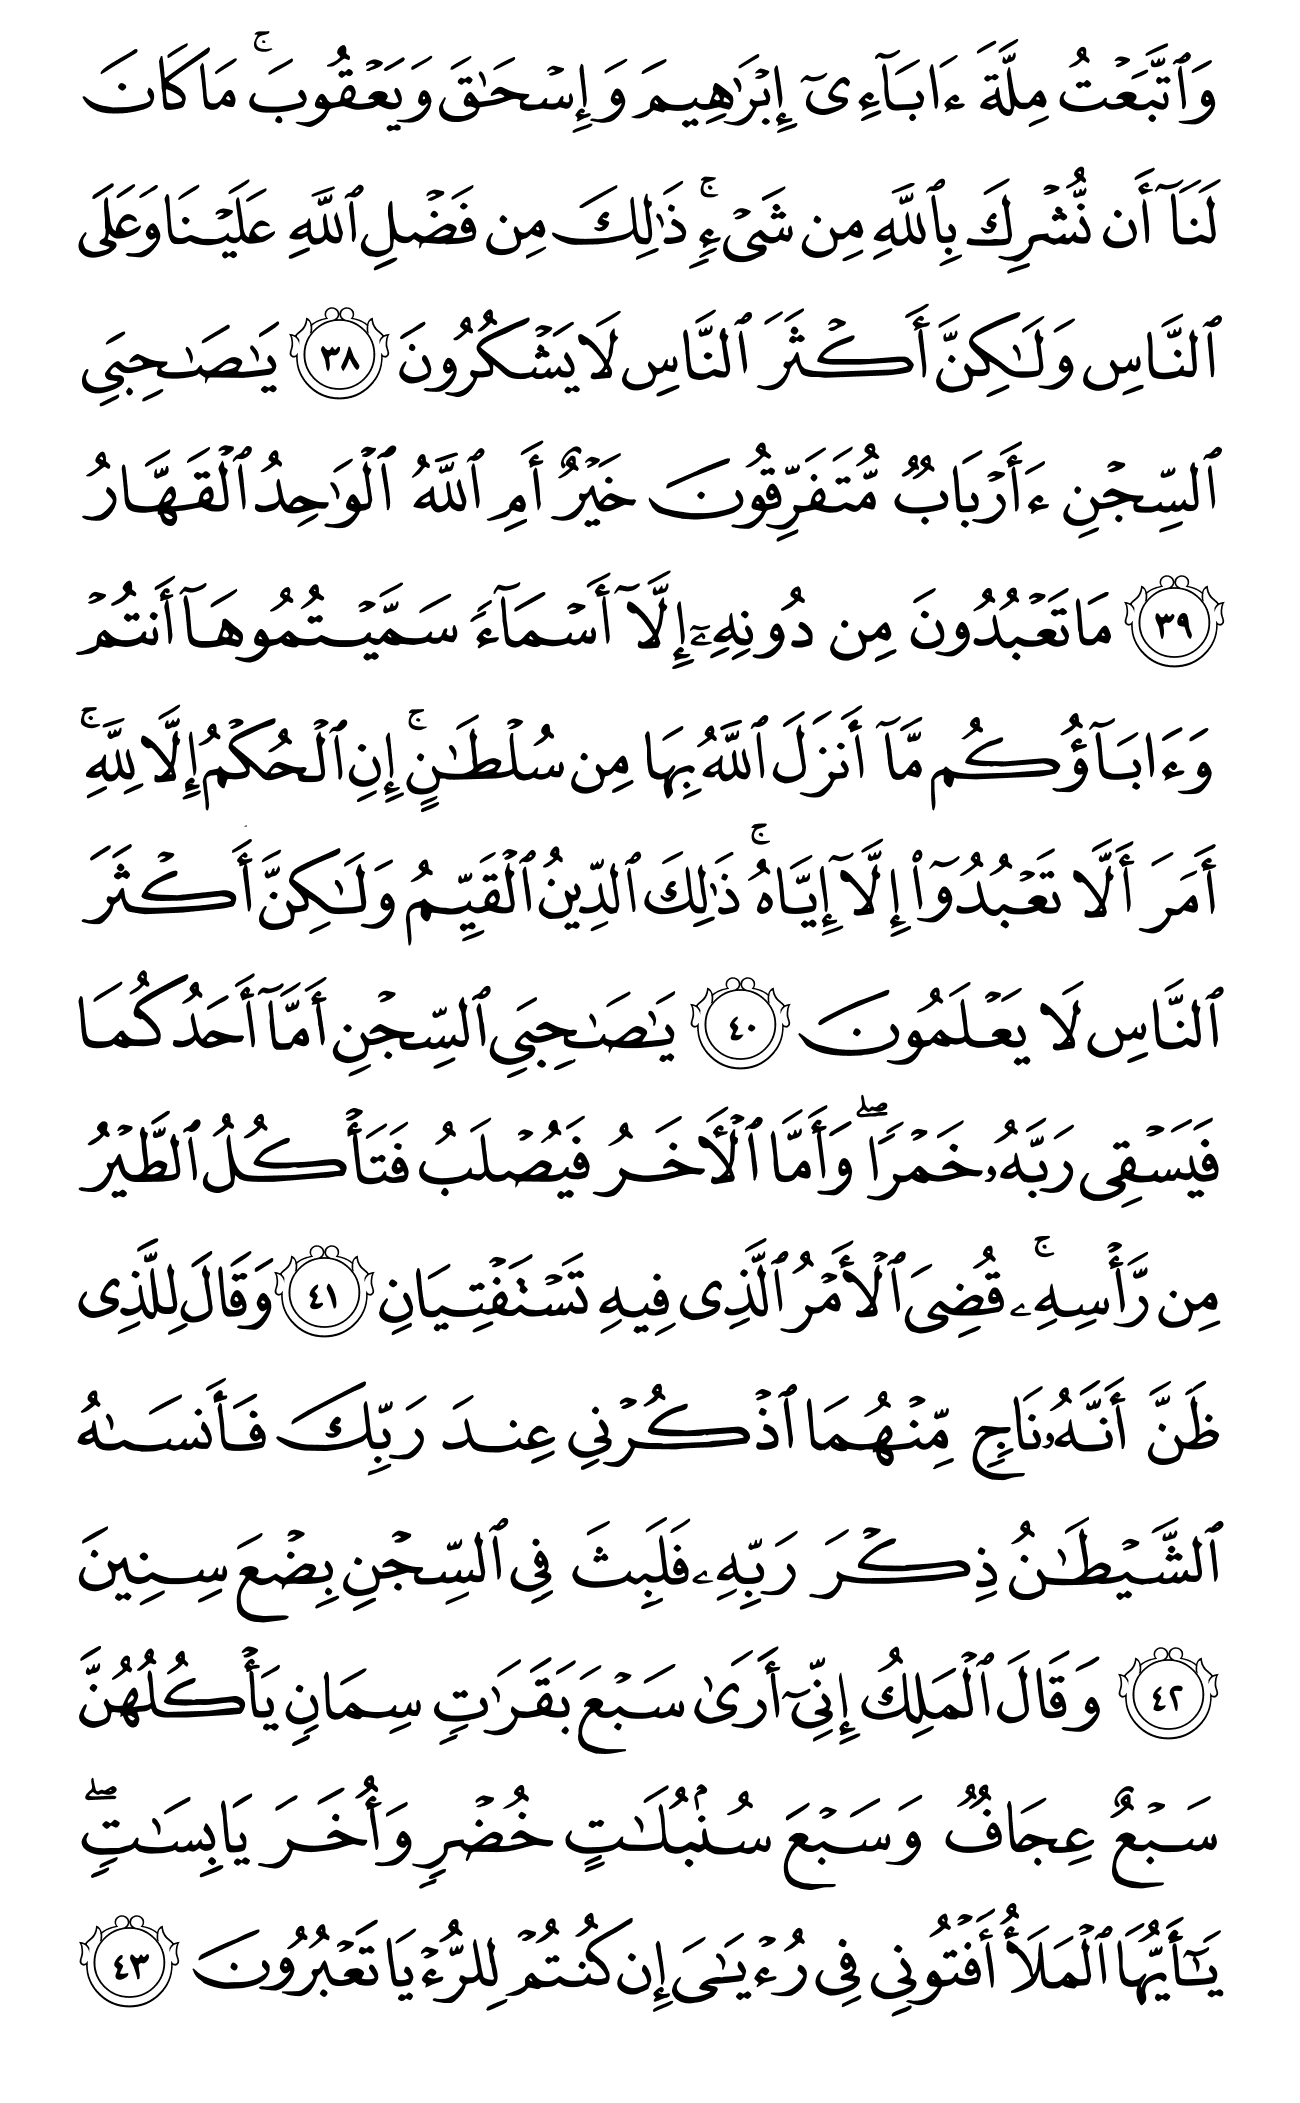 وَٱتَّبَعۡتُ مِلَّةَ ءَابَآءِىٓ إِبۡرَٰهِيمَ وَإِسۡحَٰقَ وَيَعۡقُوبَۚ مَا كَانَ
لَنَآ أَن نُّشۡرِكَ بِٱللَّهِ مِن شَىۡءٖۚ ذَٰلِكَ مِن فَضۡلِ ٱللَّهِ عَلَيۡنَا وَعَلَى
ٱلنَّاسِ وَلَٰكِنَّ أَكۡثَرَ ٱلنَّاسِ لَا يَشۡكُرُونَ ٣٨ يَٰصَٰحِبَىِ
ٱلسِّجۡنِ ءَأَرۡبَابٞ مُّتَفَرِّقُونَ خَيۡرٌ أَمِ ٱللَّهُ ٱلۡوَٰحِدُ ٱلۡقَهَّارُ
٣٩ مَا تَعۡبُدُونَ مِن دُونِهِۦٓ إِلَّآ أَسۡمَآءٗ سَمَّيۡتُمُوهَآ أَنتُمۡ
وَءَابَآؤُكُم مَّآ أَنزَلَ ٱللَّهُ بِهَا مِن سُلۡطَٰنٍۚ إِنِ ٱلۡحُكۡمُ إِلَّا لِلَّهِۚ
أَمَرَ أَلَّا تَعۡبُدُوٓاْ إِلَّآ إِيَّاهُۚ ذَٰلِكَ ٱلدِّينُ ٱلۡقَيِّمُ وَلَٰكِنَّ أَكۡثَرَ
ٱلنَّاسِ لَا يَعۡلَمُونَ ٤٠ يَٰصَٰحِبَىِ ٱلسِّجۡنِ أَمَّآ أَحَدُكُمَا
فَيَسۡقِى رَبَّهُۥ خَمۡرٗاۖ وَأَمَّا ٱلۡأٓخَرُ فَيُصۡلَبُ فَتَأۡكُلُ ٱلطَّيۡرُ
مِن رَّأۡسِهِۦۚ قُضِىَ ٱلۡأَمۡرُ ٱلَّذِى فِيهِ تَسۡتَفۡتِيَانِ ٤١ وَقَالَ لِلَّذِى
ظَنَّ أَنَّهُۥ نَاجٖ مِّنۡهُمَا ٱذۡكُرۡنِى عِندَ رَبِّكَ فَأَنسَىٰهُ
ٱلشَّيۡطَٰنُ ذِكۡرَ رَبِّهِۦ فَلَبِثَ فِى ٱلسِّجۡنِ بِضۡعَ سِنِينَ
٤٢ وَقَالَ ٱلۡمَلِكُ إِنِّىٓ أَرَىٰ سَبۡعَ بَقَرَٰتٖ سِمَانٖ يَأۡكُلُهُنَّ
سَبۡعٌ عِجَافٞ وَسَبۡعَ سُنۢبُلَٰتٍ خُضۡرٖ وَأُخَرَ يَابِسَٰتٖۖ
يَٰٓأَيُّهَا ٱلۡمَلَأُ أَفۡتُونِى فِى رُءۡيَٰىَ إِن كُنتُمۡ لِلرُّءۡيَا تَعۡبُرُونَ ٤٣